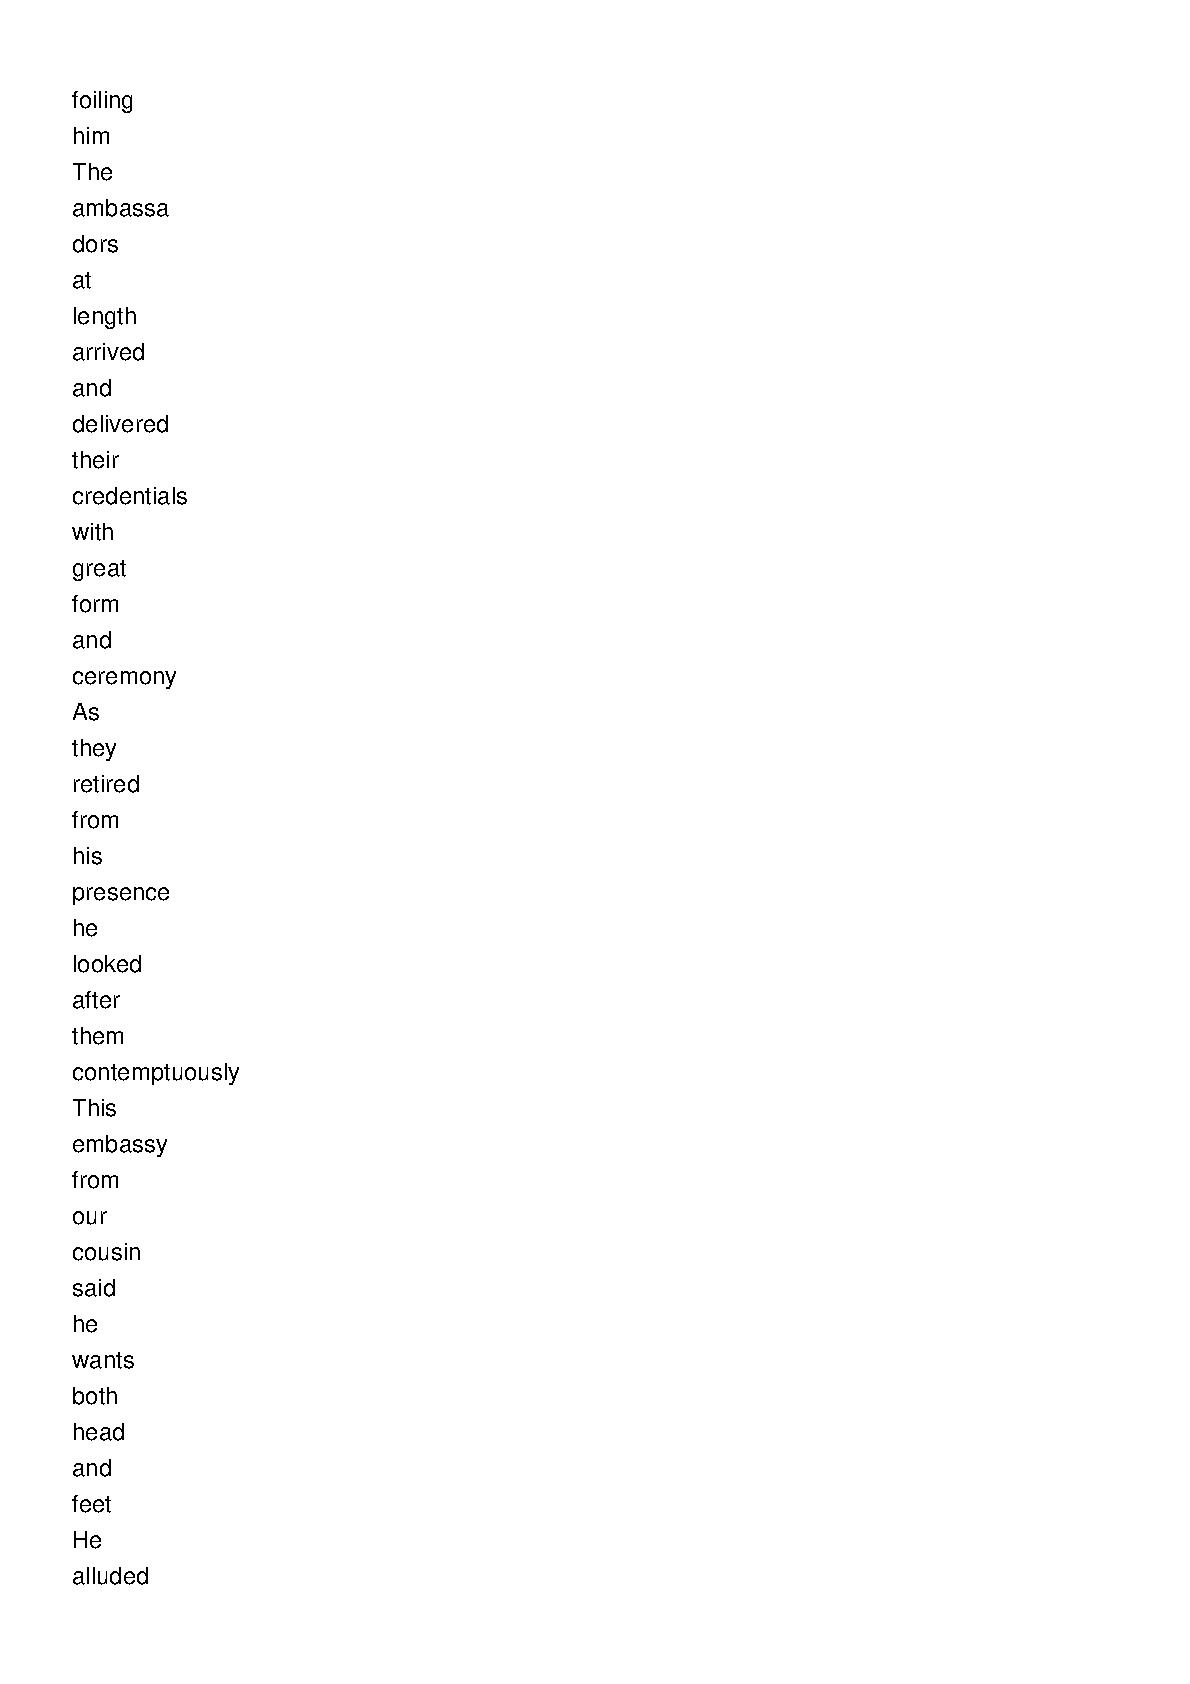 foiling
him
The
ambassa
dors
at
length
arrived
and
delivered
their
credentials
with
great
form
and
ceremony
As
they
retired
from
his
presence
he
looked
after
them
contemptuously
This
embassy
from
our
cousin
said
he
wants
both
head
and
feet
He
alluded